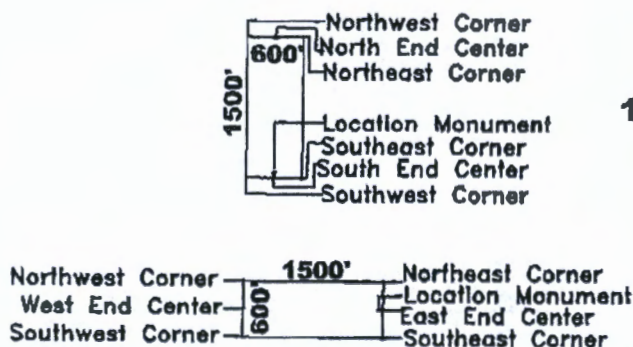 Northwest Corner
North End Center
600'
Northeast Corner
1500'
1
Location Monument
Southeast Corner
South End Center
Southwest Corner
1500'
Northwest Corner
Northeast Corner
Location Monument
West End Center
600'
East End Center
Southwest Corner
Southeast Corner